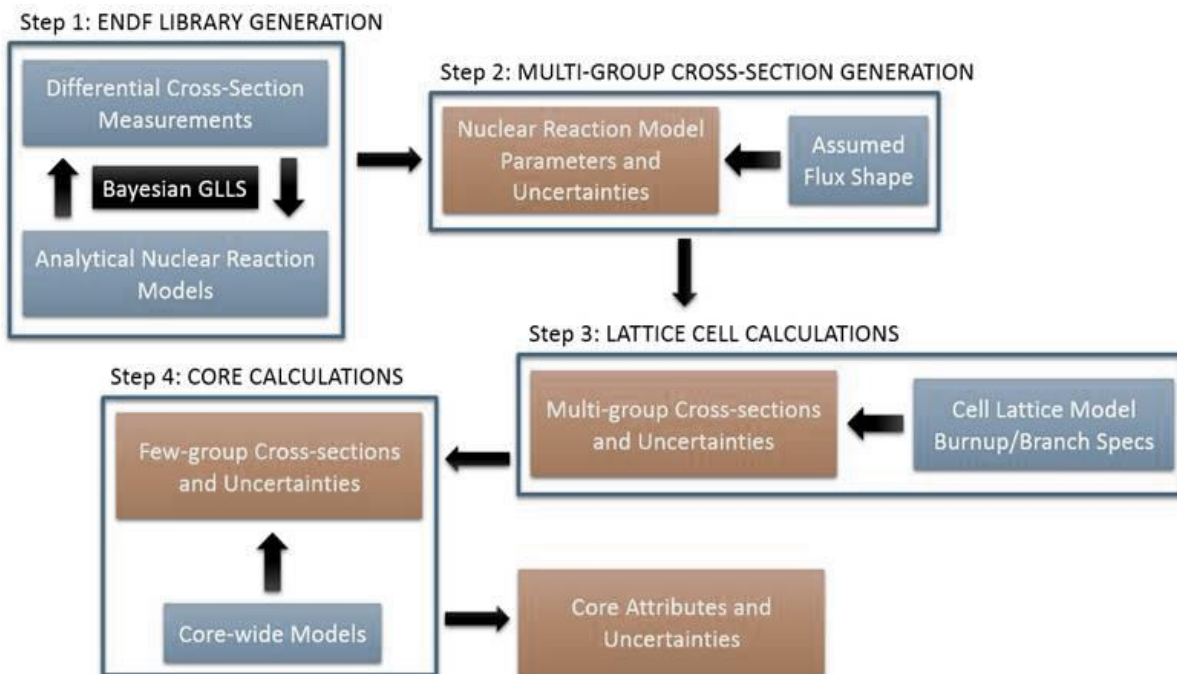 Step 1: ENDF LIBRARY GENERATION
Differential Cross-Section
Measurements
Bayesian GLLS
Analytical Nuclear Reaction
Models
Step 2: MULTI-GROUP CROSS-SECTION GENERATION
Nuclear Reaction Model
Parameters and
Uncertainties
Assumed
Flux Shape
Step 3: LATTICE CELL CALCULATIONS
Multi-group Cross-sections
and Uncertainties
Cell Lattice Model
Burnup/Branch Specs
Step 4: CORE CALCULATIONS
Few-group Cross-sections
and Uncertainties
Core-wide Models
Core Attributes and
Uncertainties